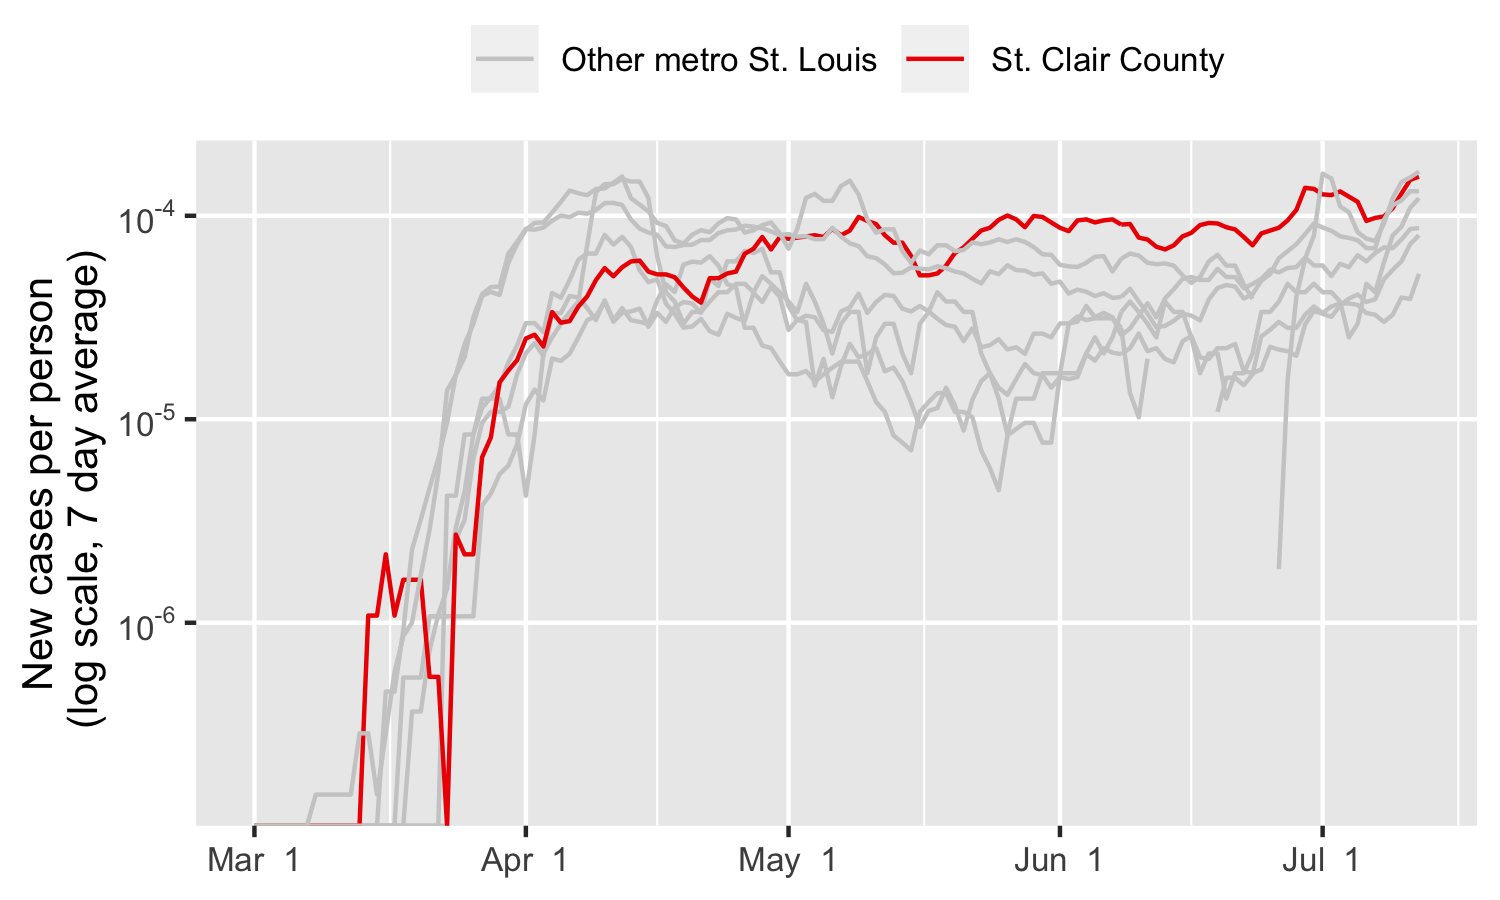 Other metro St. Louis St. Clair County
New cases per person
(log scale, 7 day average)
10-4
10-5
10-6
Mar 1 Apr 1 May 1 Jun 1 Jul 1